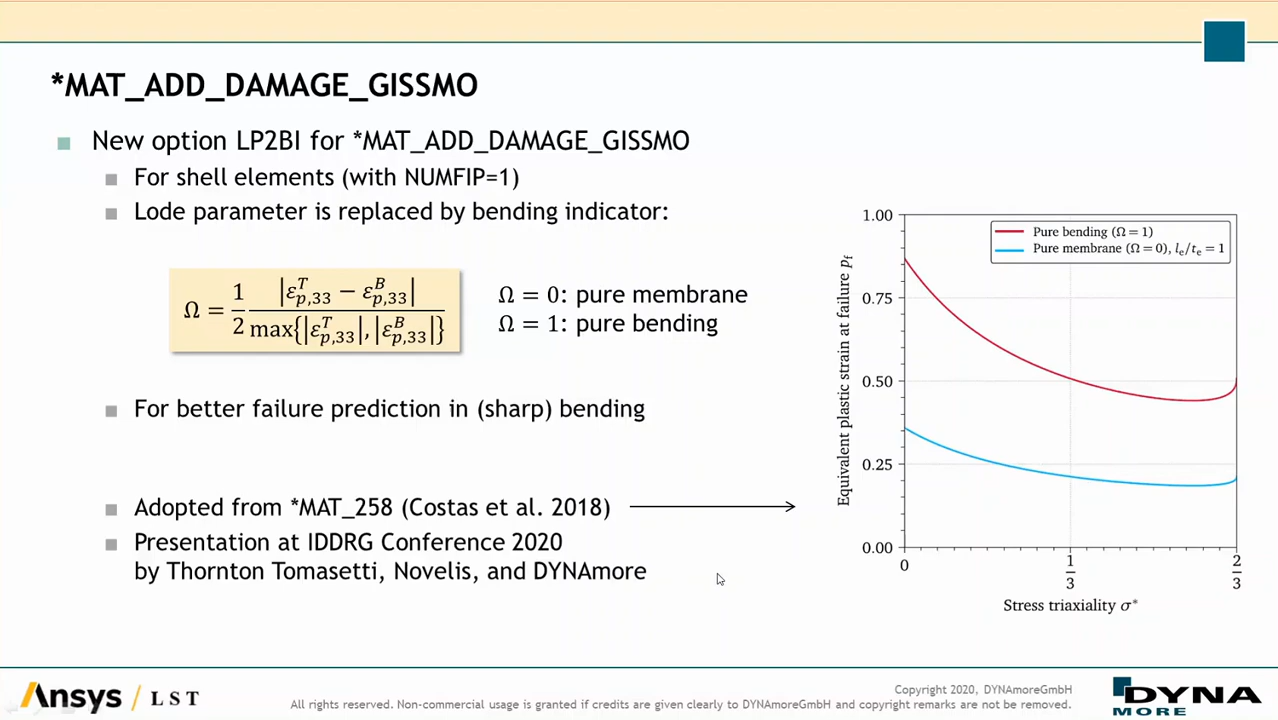 *MAT_ADD_DAMAGE_GISSMO
New option LP2BI for *MAT_ADD_DAMAGE_GISSMO
For shell elements (with NUMFIP=1)
Lode parameter is replaced by bending indicator:
Ω = 1/2 |ε^T_{p,33} − ε^B_{p,33}| / max{|ε^T_{p,33}|, |ε^B_{p,33}|}
Ω = 0: pure membrane
Ω = 1: pure bending
For better failure prediction in (sharp) bending
Adopted from *MAT_258 (Costas et al. 2018)
Presentation at IDDRG Conference 2020
by Thornton Tomasetti, Novelis, and DYNAmore
Equivalent plastic strain at failure p_f
1.00
0.75
0.50
0.25
0.00
Pure bending (Ω = 1)
Pure membrane (Ω = 0), l_e/t_e = 1
0
1/3
2/3
Stress triaxiality σ*
Ansys / LST
Copyright 2020, DYNAmoreGmbH
All rights reserved. Non-commercial usage is granted if credits are given clearly to DYNAmoreGmbH and copyright remarks are not be removed.
DYNA
MORE